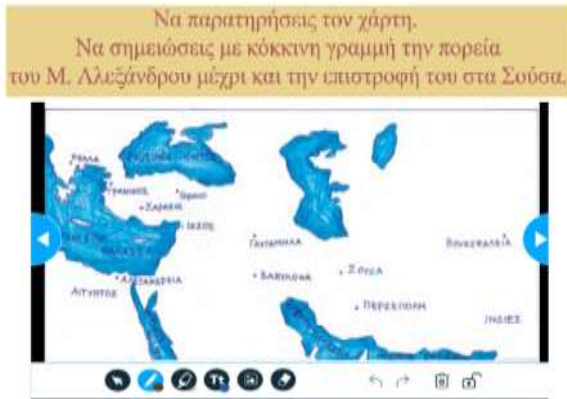 Να παρατηρήσεις τον χάρτη.
Να σημειώσεις με κόκκινη γραμμή την πορεία
του Μ. Αλεξάνδρου μέχρι και την επιστροφή του στα Σούσα.
ΠΕΛΛΑ
ΓΡΑΝΙΚΟΣ
ΣΑΡΔΕΙΣ
ΙΣΣΟΣ
ΓΑΥΓΑΜΗΛΑ
ΒΟΥΚΕΦΑΛΕΙΑ
ΑΛΕΞΑΝΔΡΕΙΑ
ΒΑΒΥΛΩΝΑ
ΣΟΥΣΑ
ΑΙΓΥΠΤΟΣ
ΠΕΡΣΕΠΟΛΗ
ΙΝΔΙΕΣ
Tt